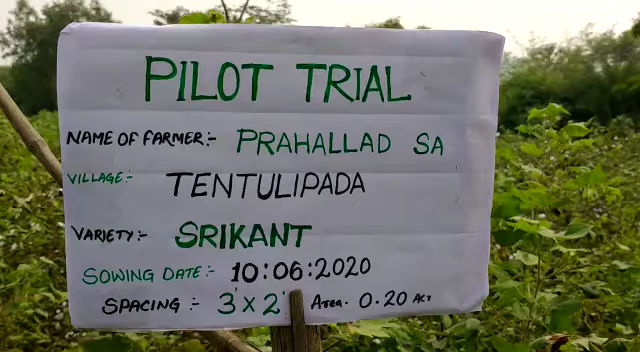 PILOT TRIAL
NAME OF FARMER:- PRAHALLAD SA
VILLAGE:- TENTULIPADA
VARIETY:- SRIKANT
SOWING DATE:- 10:06:2020
SPACING:- 3'x2' Area. 0.20 Acr